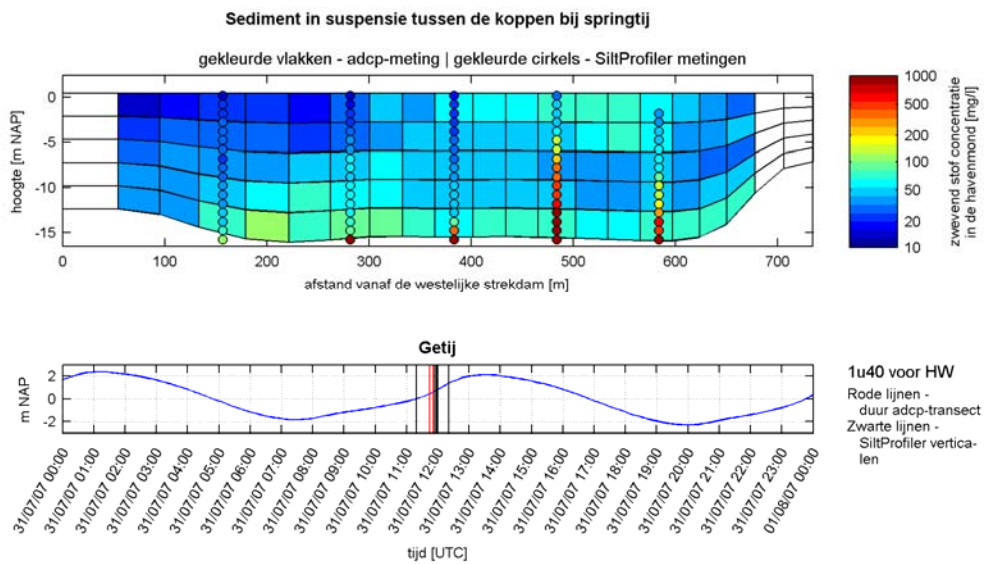 Sediment in suspensie tussen de koppen bij springtij
gekleurde vlakken - adcp-meting | gekleurde cirkels - SiltProfiler metingen
hoogte [m NAP]
0
-5
-10
-15
0 100 200 300 400 500 600 700
afstand vanaf de westelijke strekdam [m]
1000
500
200
100
50
20
10
zwevend stof concentratie
in de havenmond [mg/l]
Getij
m NAP
2
0
-2
31/07/07 00:00
31/07/07 01:00
31/07/07 02:00
31/07/07 03:00
31/07/07 04:00
31/07/07 05:00
31/07/07 06:00
31/07/07 07:00
31/07/07 08:00
31/07/07 09:00
31/07/07 10:00
31/07/07 11:00
31/07/07 12:00
31/07/07 13:00
31/07/07 14:00
31/07/07 15:00
31/07/07 16:00
31/07/07 17:00
31/07/07 18:00
31/07/07 19:00
31/07/07 20:00
31/07/07 21:00
31/07/07 22:00
31/07/07 23:00
01/08/07 00:00
tijd [UTC]
1u40 voor HW
Rode lijnen -
duur adcp-transect
Zwarte lijnen -
SiltProfiler vertica-
len